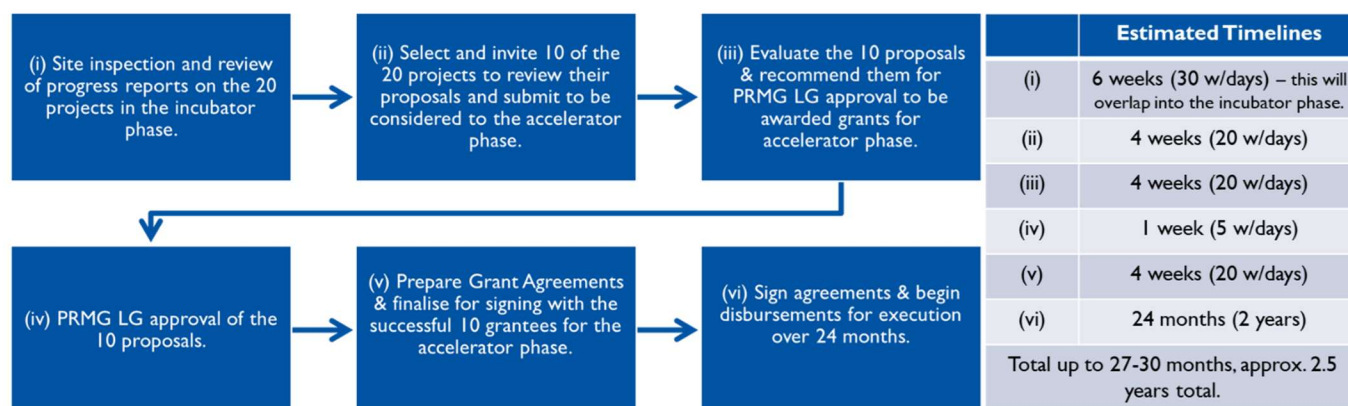 (i) Site inspection and review
of progress reports on the 20
projects in the incubator
phase.
(ii) Select and invite 10 of the
20 projects to review their
proposals and submit to be
considered to the accelerator
phase.
(iii) Evaluate the 10 proposals
& recommend them for
PRMG LG approval to be
awarded grants for
accelerator phase.
(iv) PRMG LG approval of the
10 proposals.
(v) Prepare Grant Agreements
& finalise for signing with the
successful 10 grantees for the
accelerator phase.
(vi) Sign agreements & begin
disbursements for execution
over 24 months.
Estimated Timelines
(i) 6 weeks (30 w/days) – this will
overlap into the incubator phase.
(ii) 4 weeks (20 w/days)
(iii) 4 weeks (20 w/days)
(iv) 1 week (5 w/days)
(v) 4 weeks (20 w/days)
(vi) 24 months (2 years)
Total up to 27-30 months, approx. 2.5
years total.